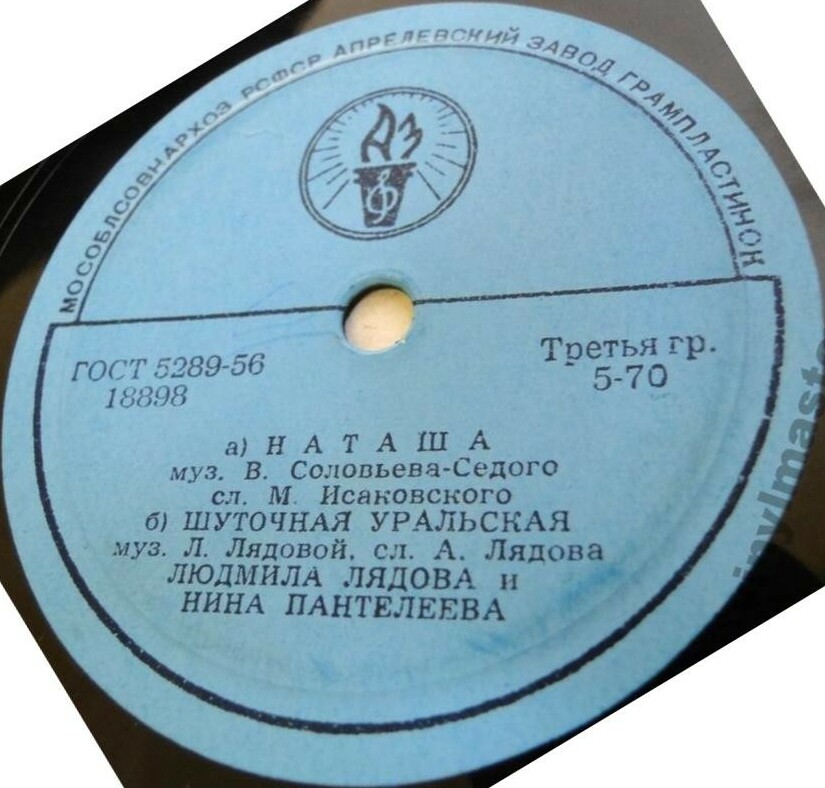 МОСОБЛСОВНАРХОЗ РСФСР АПРЕЛЕВСКИЙ ЗАВОД ГРАМПЛАСТИНОК
АЗ
ГОСТ 5289-56
18898
Третья гр.
5-70
а) НАТАША
муз. В. Соловьева-Седого
сл. М. Исаковского
б) ШУТОЧНАЯ УРАЛЬСКАЯ
муз. Л. Лядовой, сл. А. Лядова
ЛЮДМИЛА ЛЯДОВА и
НИНА ПАНТЕЛЕЕВА